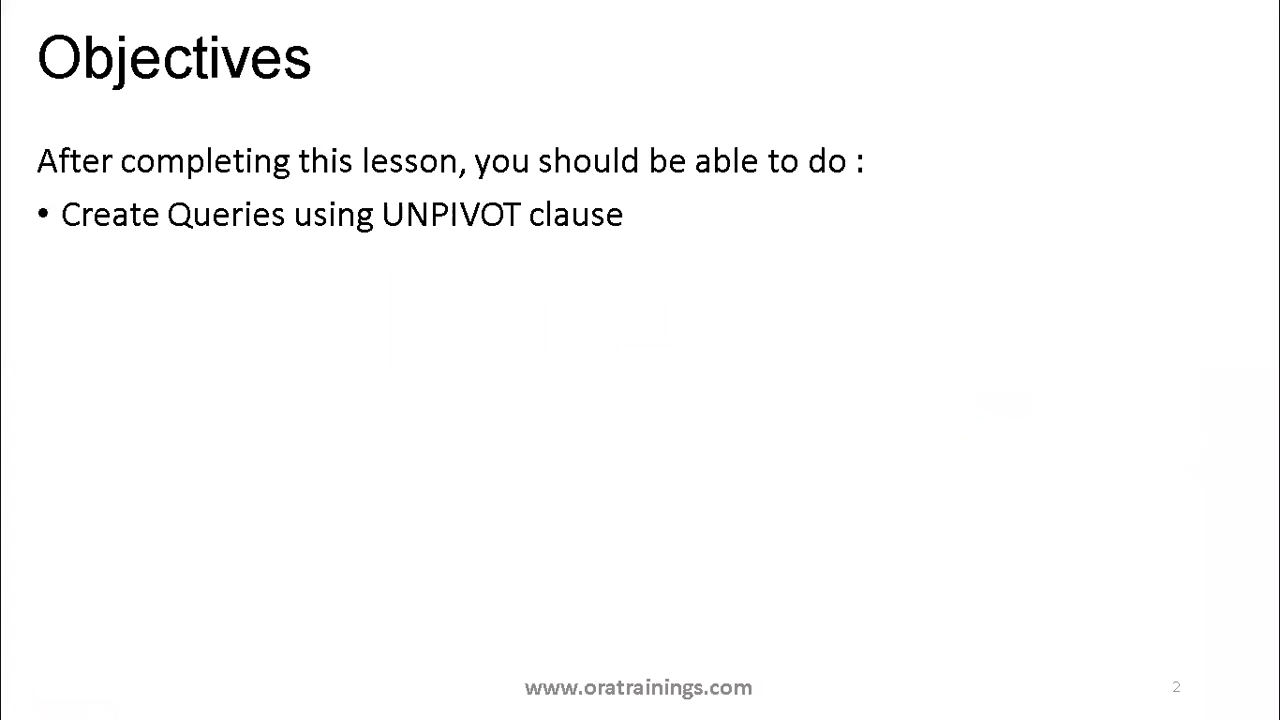 Objectives
After completing this lesson, you should be able to do :
• Create Queries using UNPIVOT clause
www.oratrainings.com
2